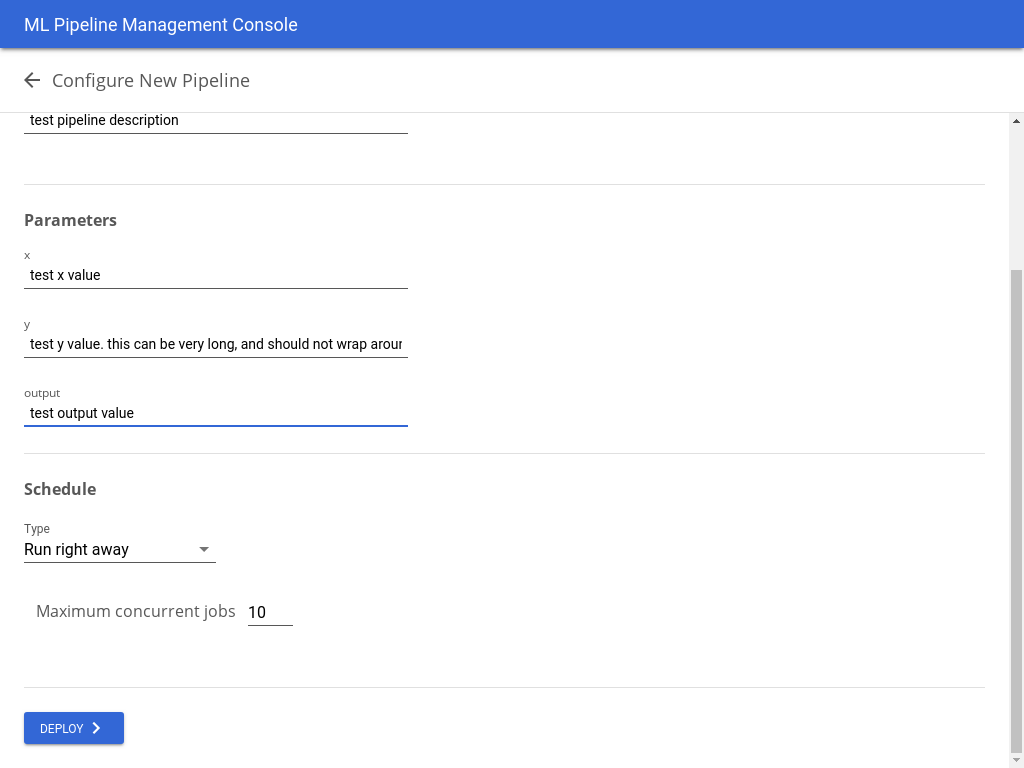 ML Pipeline Management Console
Configure New Pipeline
test pipeline description
Parameters
x
test x value
y
test y value. this can be very long, and should not wrap
output
test output value
Schedule
Type
Run right away
Maximum concurrent jobs 10
DEPLOY